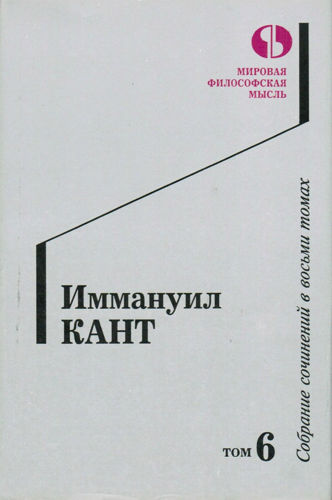 МИРОВАЯ
ФИЛОСОФСКАЯ
МЫСЛЬ
Иммануил
КАНТ
Собрание сочинений в восьми томах
том 6